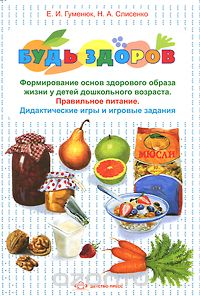 Е. И. Гуменюк, Н. А. Слисенко
БУДЬ ЗДОРОВ
Формирование основ здорового образа
жизни у детей дошкольного возраста.
Правильное питание.
Дидактические игры и игровые задания
МЮСЛИ
ДЕТСТВО-ПРЕСС